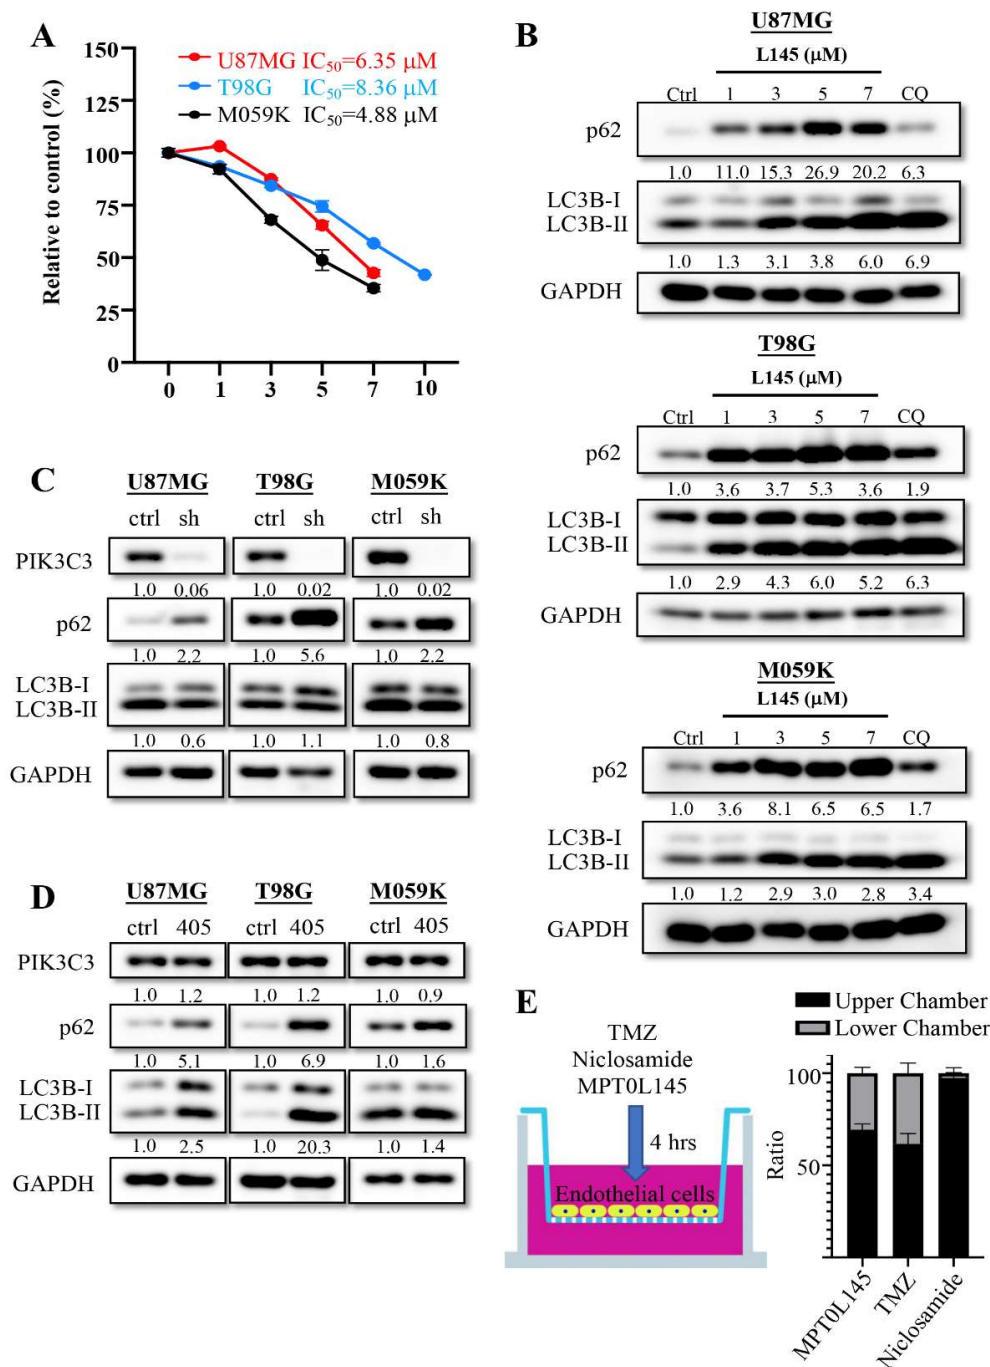 A
150
125
100
75
50
25
0
Relative to control (%)
U87MG IC50=6.35 μM
T98G IC50=8.36 μM
M059K IC50=4.88 μM
0 1 3 5 7 10
B
U87MG
L145 (μM)
Ctrl 1 3 5 7 CQ
p62
1.0 11.0 15.3 26.9 20.2 6.3
LC3B-I
LC3B-II
1.0 1.3 3.1 3.8 6.0 6.9
GAPDH
T98G
L145 (μM)
Ctrl 1 3 5 7 CQ
p62
1.0 3.6 3.7 5.3 3.6 1.9
LC3B-I
LC3B-II
1.0 2.9 4.3 6.0 5.2 6.3
GAPDH
M059K
L145 (μM)
Ctrl 1 3 5 7 CQ
p62
1.0 3.6 8.1 6.5 6.5 1.7
LC3B-I
LC3B-II
1.0 1.2 2.9 3.0 2.8 3.4
GAPDH
C
U87MG T98G M059K
ctrl sh ctrl sh ctrl sh
PIK3C3
1.0 0.06 1.0 0.02 1.0 0.02
p62
1.0 2.2 1.0 5.6 1.0 2.2
LC3B-I
LC3B-II
1.0 0.6 1.0 1.1 1.0 0.8
GAPDH
D
U87MG T98G M059K
ctrl 405 ctrl 405 ctrl 405
PIK3C3
1.0 1.2 1.0 1.2 1.0 0.9
p62
1.0 5.1 1.0 6.9 1.0 1.6
LC3B-I
LC3B-II
1.0 2.5 1.0 20.3 1.0 1.4
GAPDH
E
TMZ
Niclosamide
MPT0L145
4 hrs
Endothelial cells
Upper Chamber
Lower Chamber
100
50
Ratio
MPT0L145
TMZ
Niclosamide